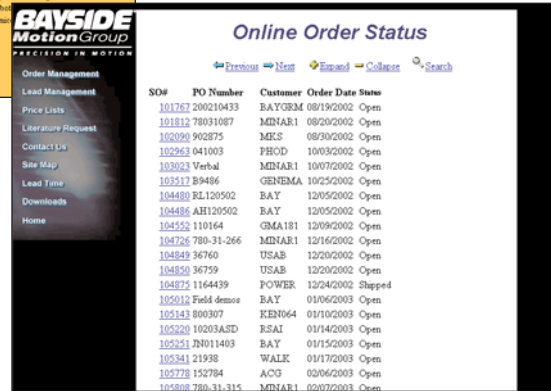 BAYSIDE
Motion Group
PRECISION IN MOTION
Order Management
Lead Management
Price Lists
Literature Request
Contact Us
Site Map
Lead Time
Downloads
Home
Online Order Status
Previous Next Expand Collapse Search
SO# PO Number Customer Order Date Status
101767 200210433 BAYGRM 08/19/2002 Open
101812 78031087 MINAR1 08/20/2002 Open
102090 902875 MKS 08/30/2002 Open
102963 041003 PHOD 10/03/2002 Open
103023 Verbal MINAR1 10/07/2002 Open
103517 B9486 GENEMA 10/25/2002 Open
104480 RL120502 BAY 12/05/2002 Open
104486 AH120502 BAY 12/05/2002 Open
104552 110164 GMA181 12/09/2002 Open
104726 780-31-266 MINAR1 12/16/2002 Open
104849 36760 USAB 12/20/2002 Open
104850 36759 USAB 12/20/2002 Open
104875 1164439 POWER 12/24/2002 Shipped
105012 Field demos BAY 01/06/2003 Open
105143 800307 KEN064 01/10/2003 Open
105220 10203ASD RSAI 01/14/2003 Open
105251 JN011403 BAY 01/15/2003 Open
105341 21938 WALK 01/17/2003 Open
105778 152784 ACG 02/06/2003 Open
105808 780-31-315 MINAR1 02/07/2003 Open